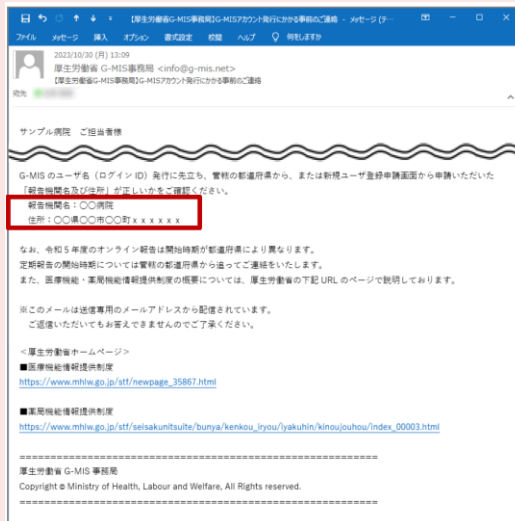 【厚生労働省G-MIS事務局】G-MISアカウント発行にかかる事前のご連絡 - メッセージ (テ…
ファイル メッセージ 挿入 オプション 書式設定 校閲 ヘルプ 何をしますか
2023/10/30 (月) 13:09
厚生労働省 G-MIS事務局 <info@g-mis.net>
【厚生労働省G-MIS事務局】G-MISアカウント発行にかかる事前のご連絡
宛先
サンプル病院 ご担当者様
G-MIS のユーザ名（ログイン ID）発行に先立ち、管轄の都道府県から、または新規ユーザ登録申請画面から申請いただいた
「報告機関名及び住所」が正しいかをご確認ください。
報告機関名：〇〇病院
住所：〇〇県〇〇市〇〇町ｘｘｘｘｘｘ
なお、令和５年度のオンライン報告は開始時期が都道府県により異なります。
定期報告の開始時期については管轄の都道府県から追ってご連絡をいたします。
また、医療機能・薬局機能情報提供制度の概要については、厚生労働省の下記 URL のページで説明しております。
※このメールは送信専用のメールアドレスから配信されています。
ご返信いただいてもお答えできませんのでご了承ください。
＜厚生労働省ホームページ＞
■医療機能情報提供制度
https://www.mhlw.go.jp/stf/newpage_35867.html
■薬局機能情報提供制度
https://www.mhlw.go.jp/stf/seisakunitsuite/bunya/kenkou_iryou/iyakuhin/kinoujouhou/index_00003.html
============================================================
厚生労働省 G-MIS 事務局
Copyright © Ministry of Health, Labour and Welfare, All Rights reserved.
============================================================